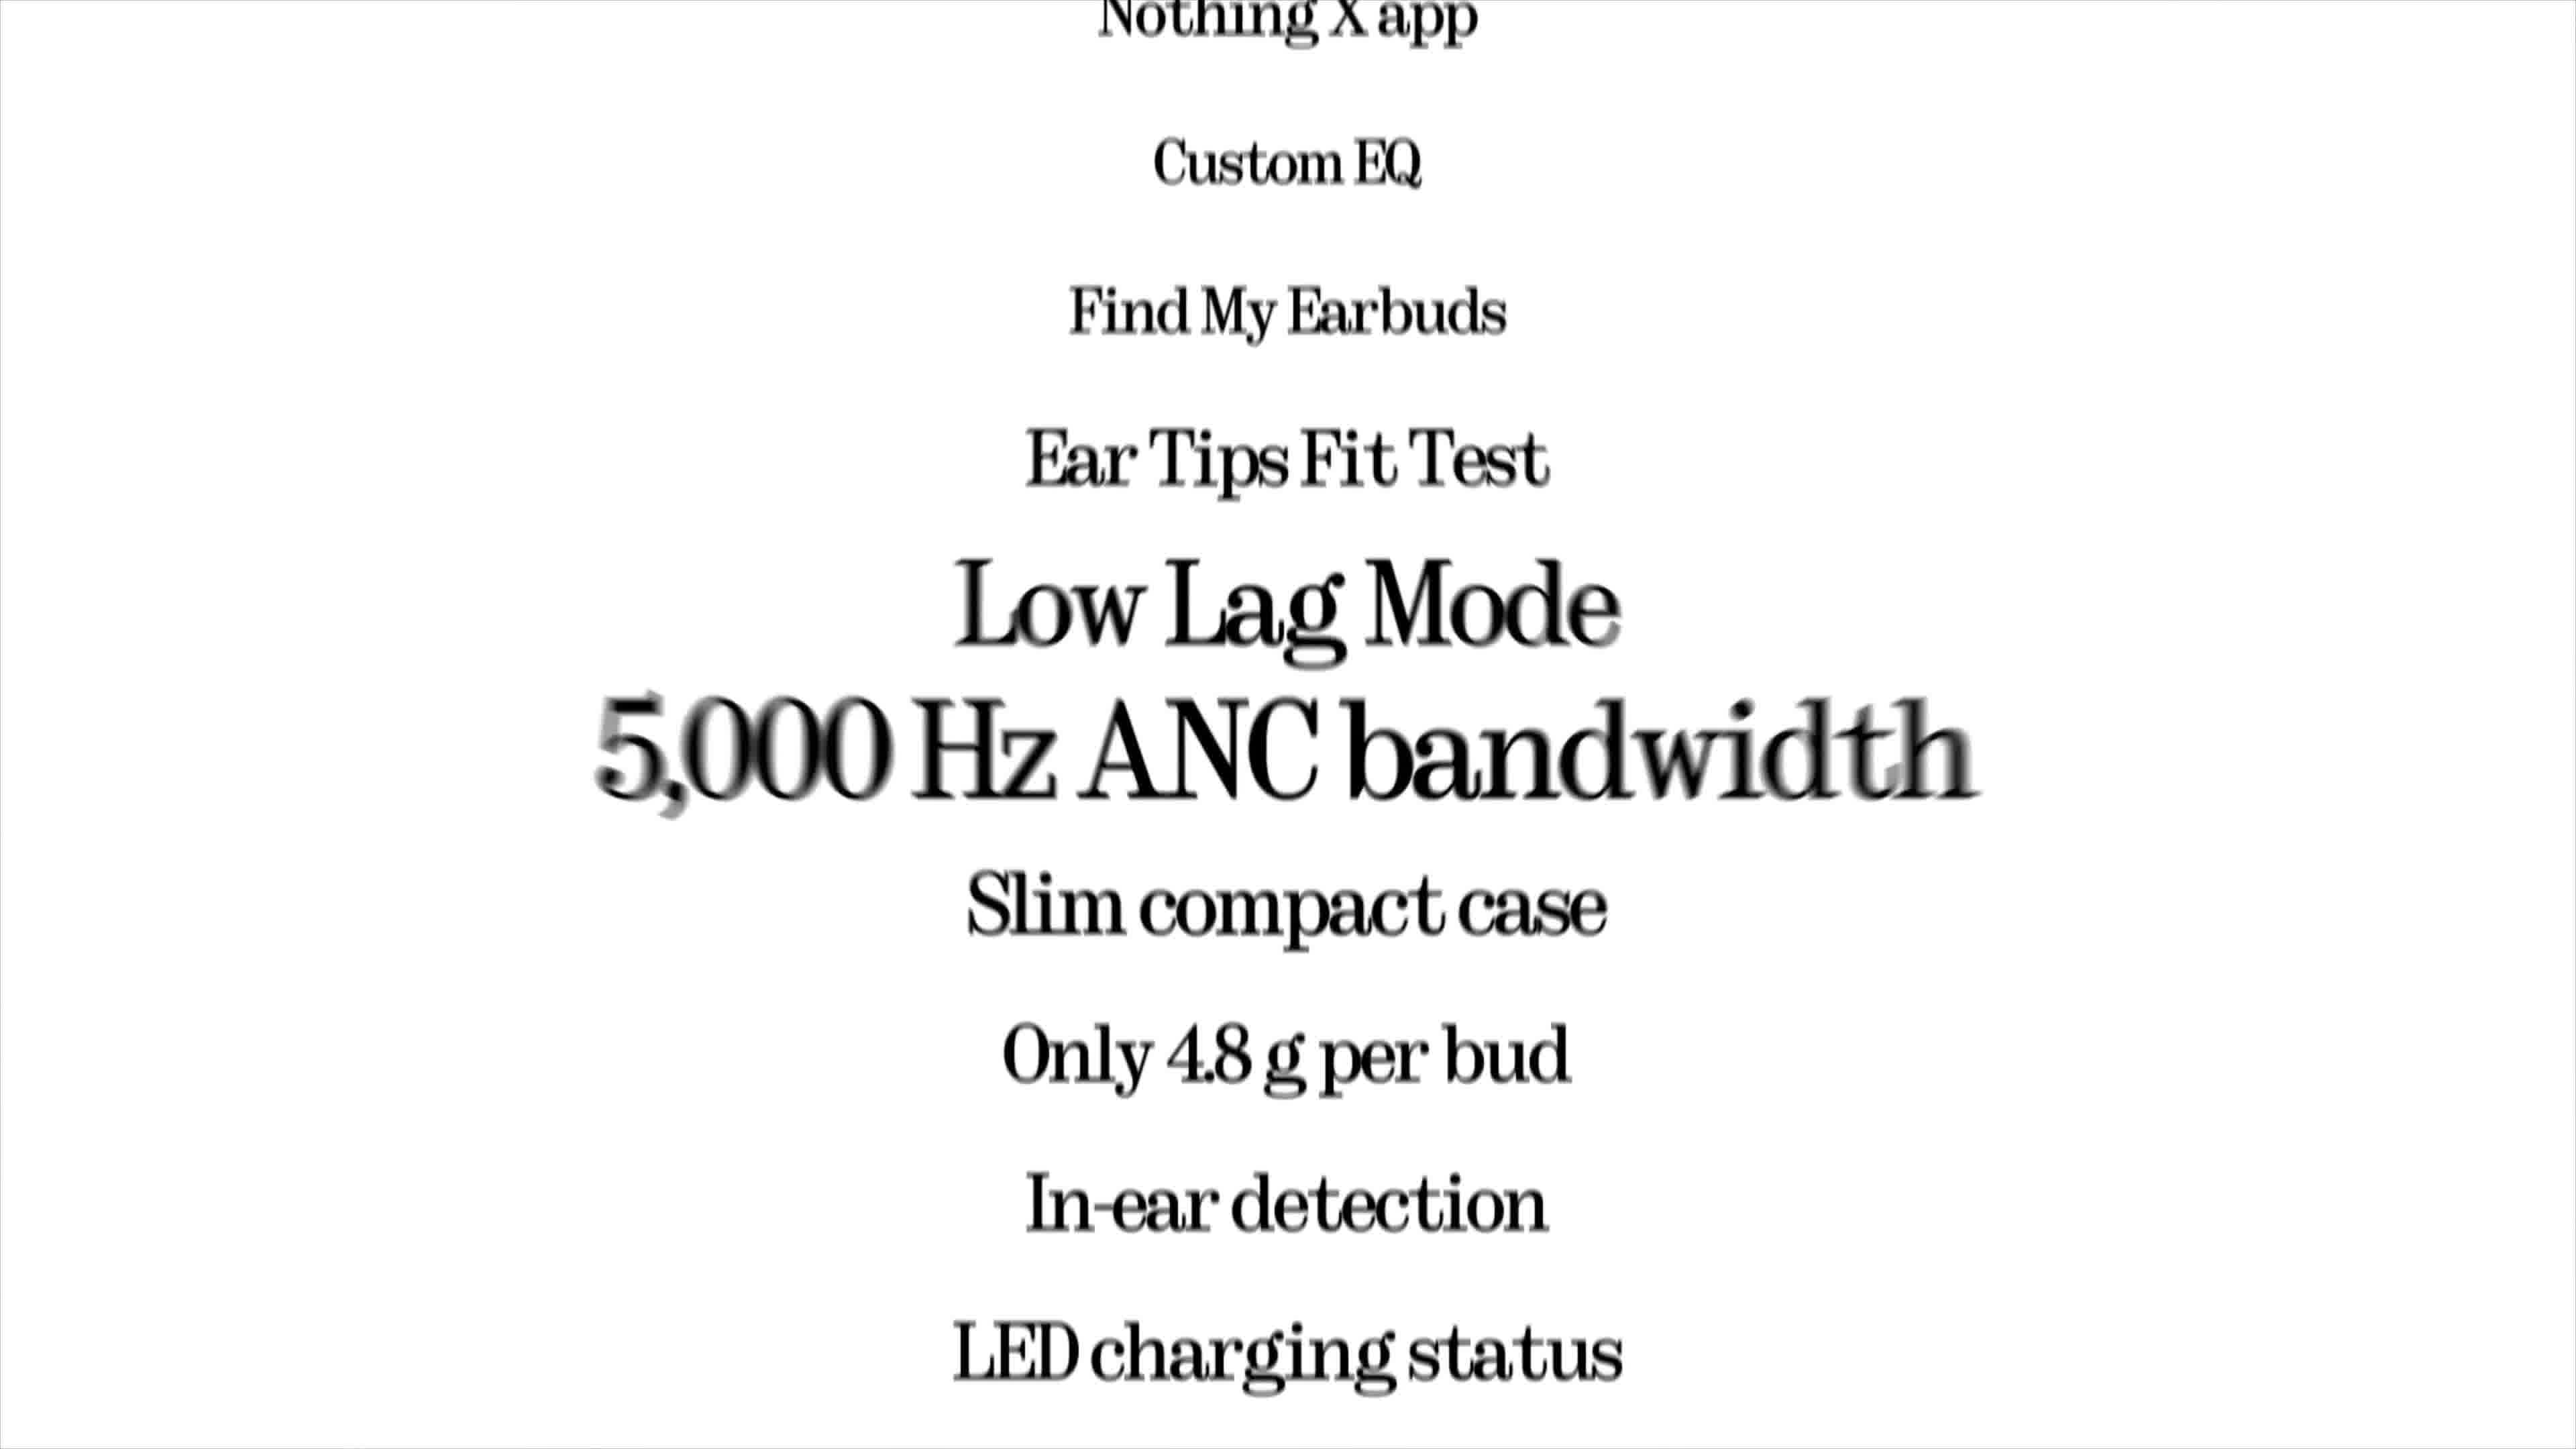 Nothing X app
Custom EQ
Find My Earbuds
Ear Tips Fit Test
Low Lag Mode
5,000 Hz ANC bandwidth
Slim compact case
Only 4.8 g per bud
In-ear detection
LED charging status